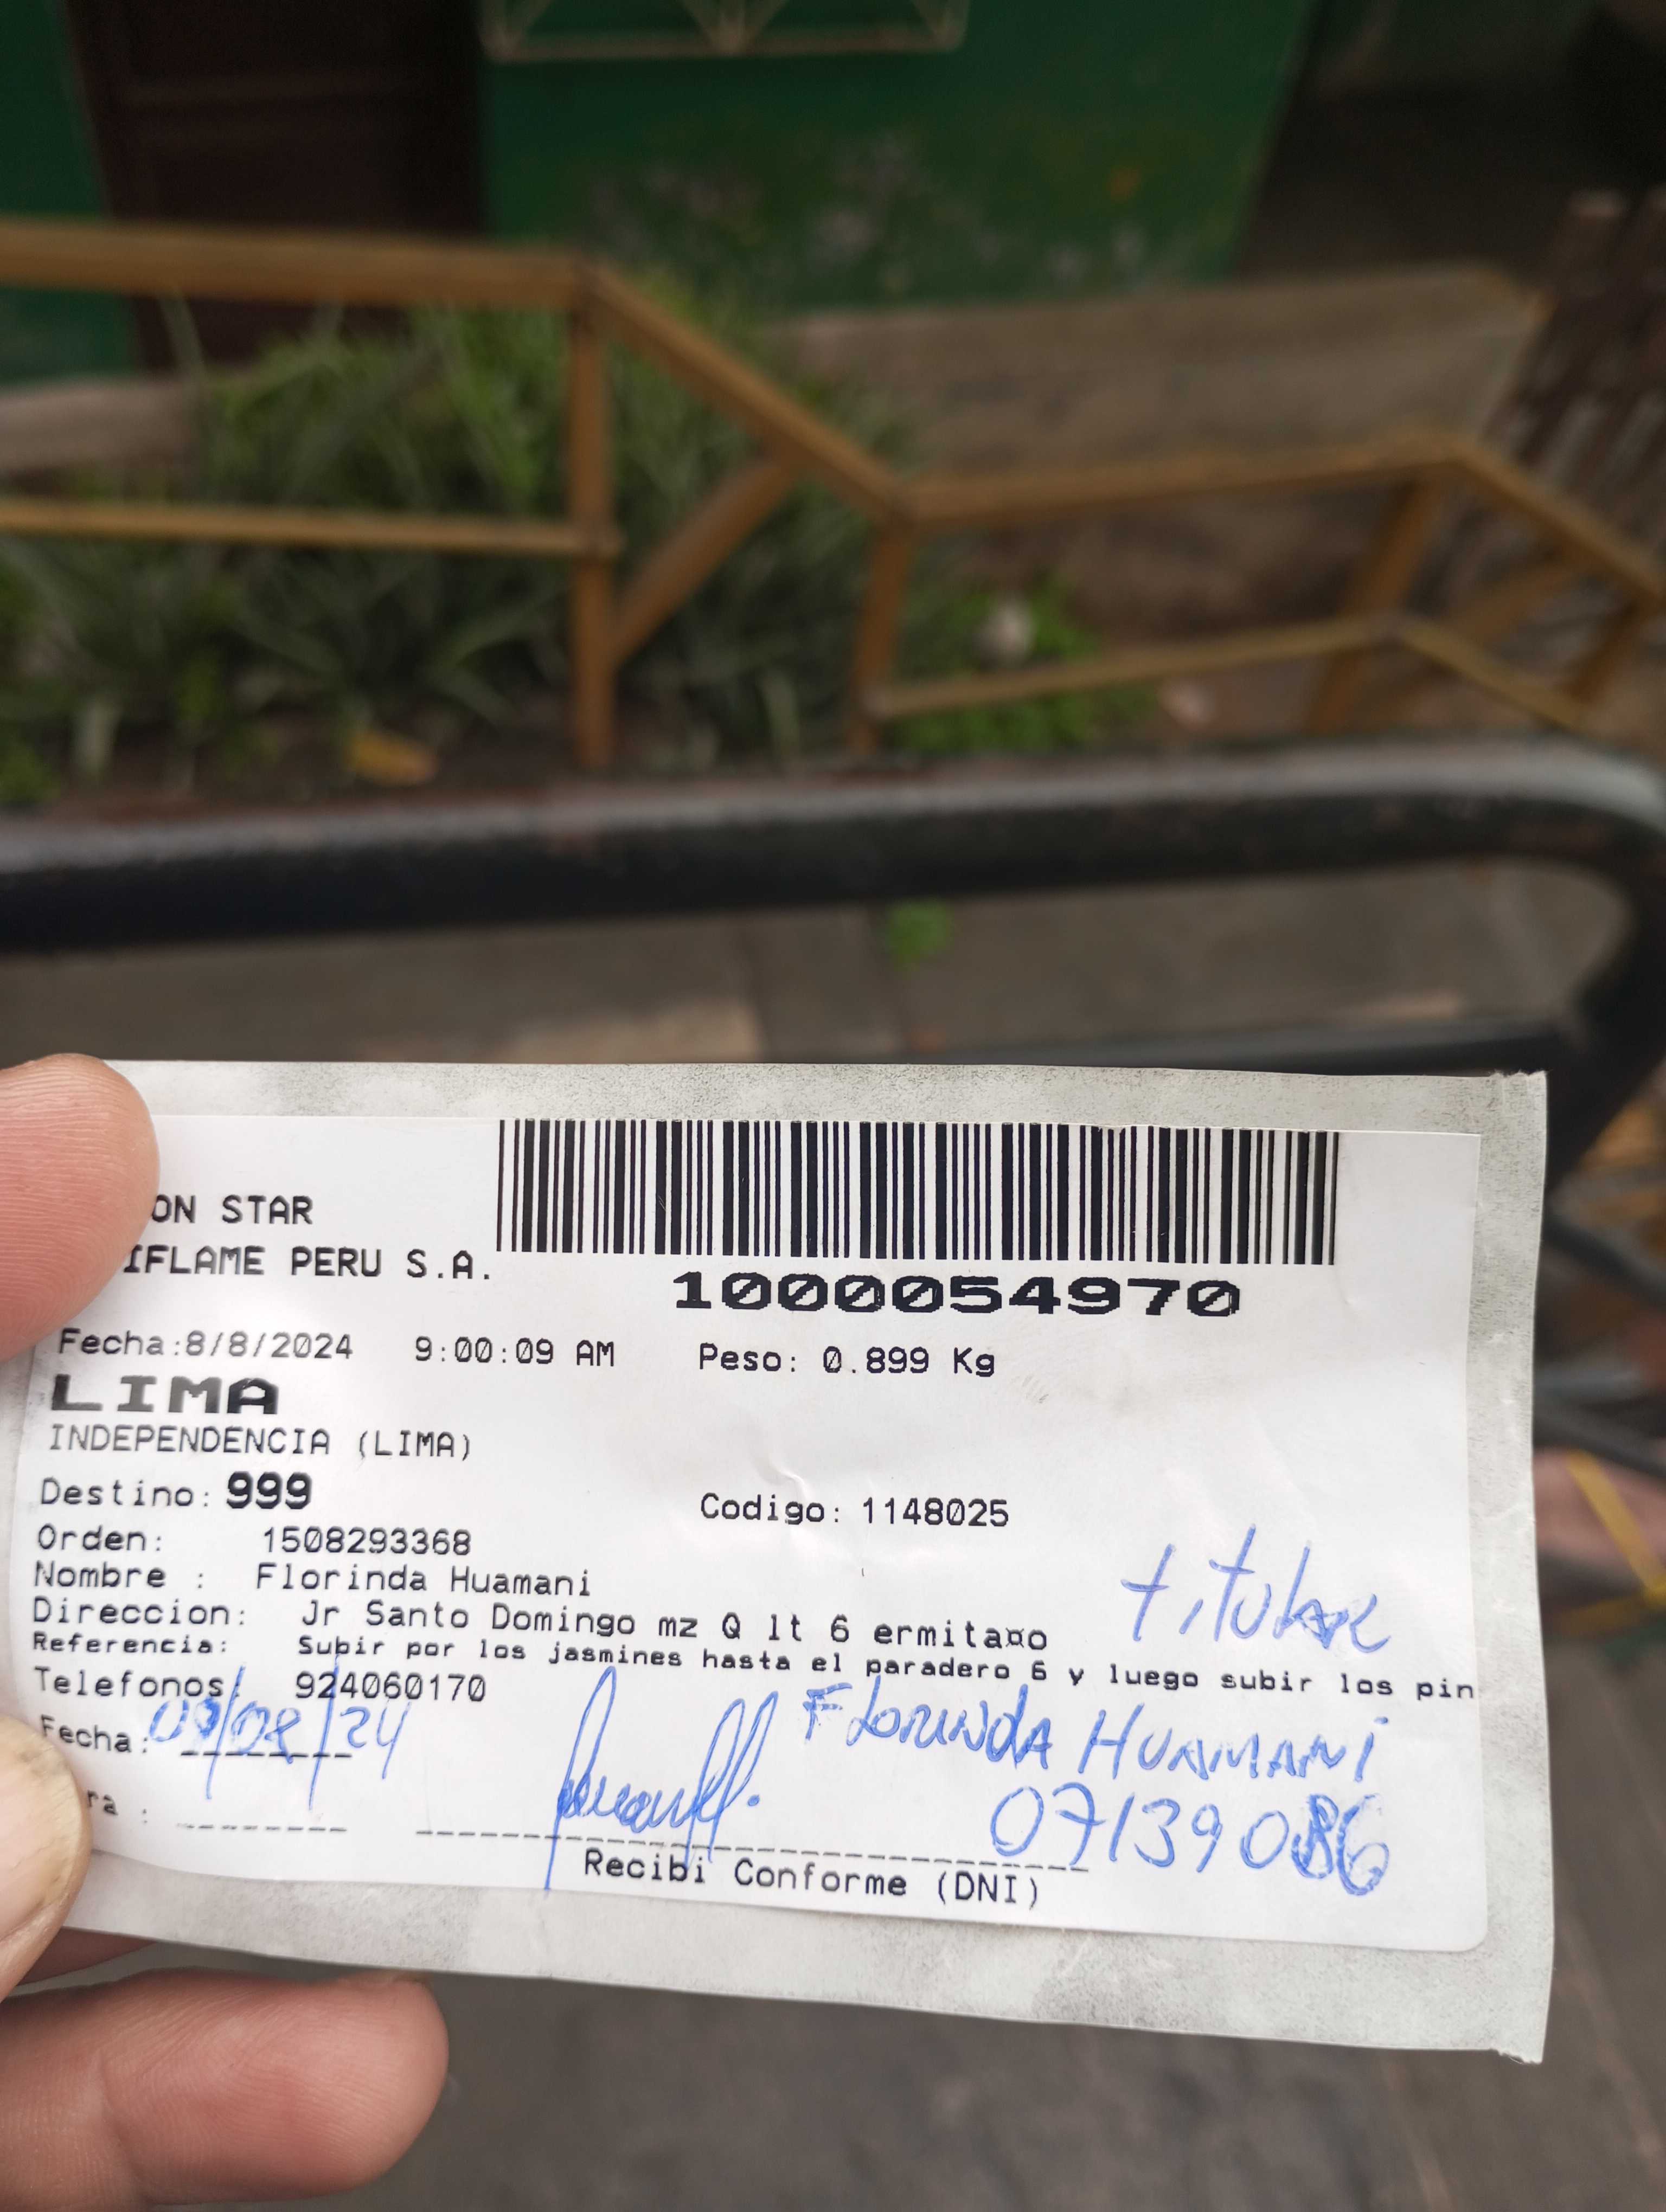 ON STAR
IFLAME PERU S.A.
1000054970
Fecha:8/8/2024 9:00:09 AM Peso: 0.899 Kg
LIMA
INDEPENDENCIA (LIMA)
Destino: 999 Codigo: 1148025
Orden: 1508293368
Nombre : Florinda Huamani
titular
Direccion: Jr Santo Domingo mz Q lt 6 ermita¤o
Referencia: Subir por los jasmines hasta el paradero 6 y luego subir los pin
Telefonos 924060170
Florinda Huamani
Fecha: 09/08/24
07139086
ra :
Recibi Conforme (DNI)